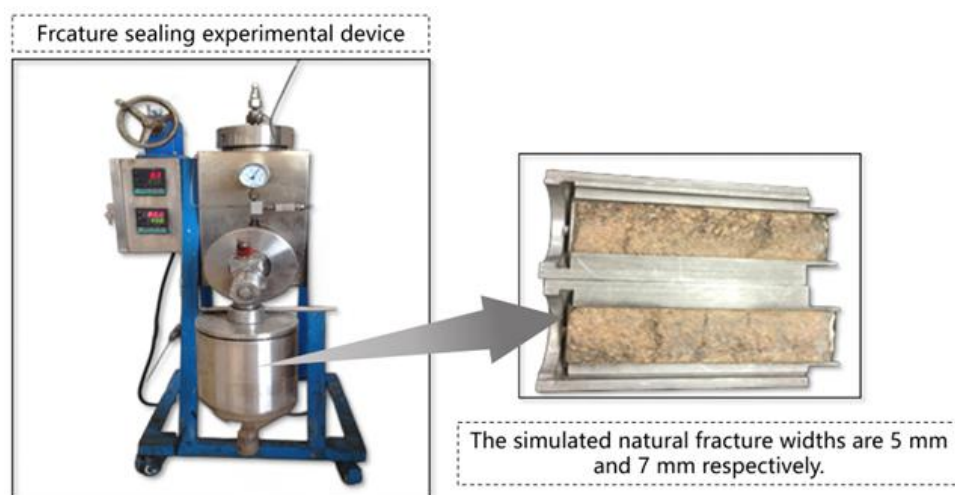 Frcature sealing experimental device
The simulated natural fracture widths are 5 mm
and 7 mm respectively.